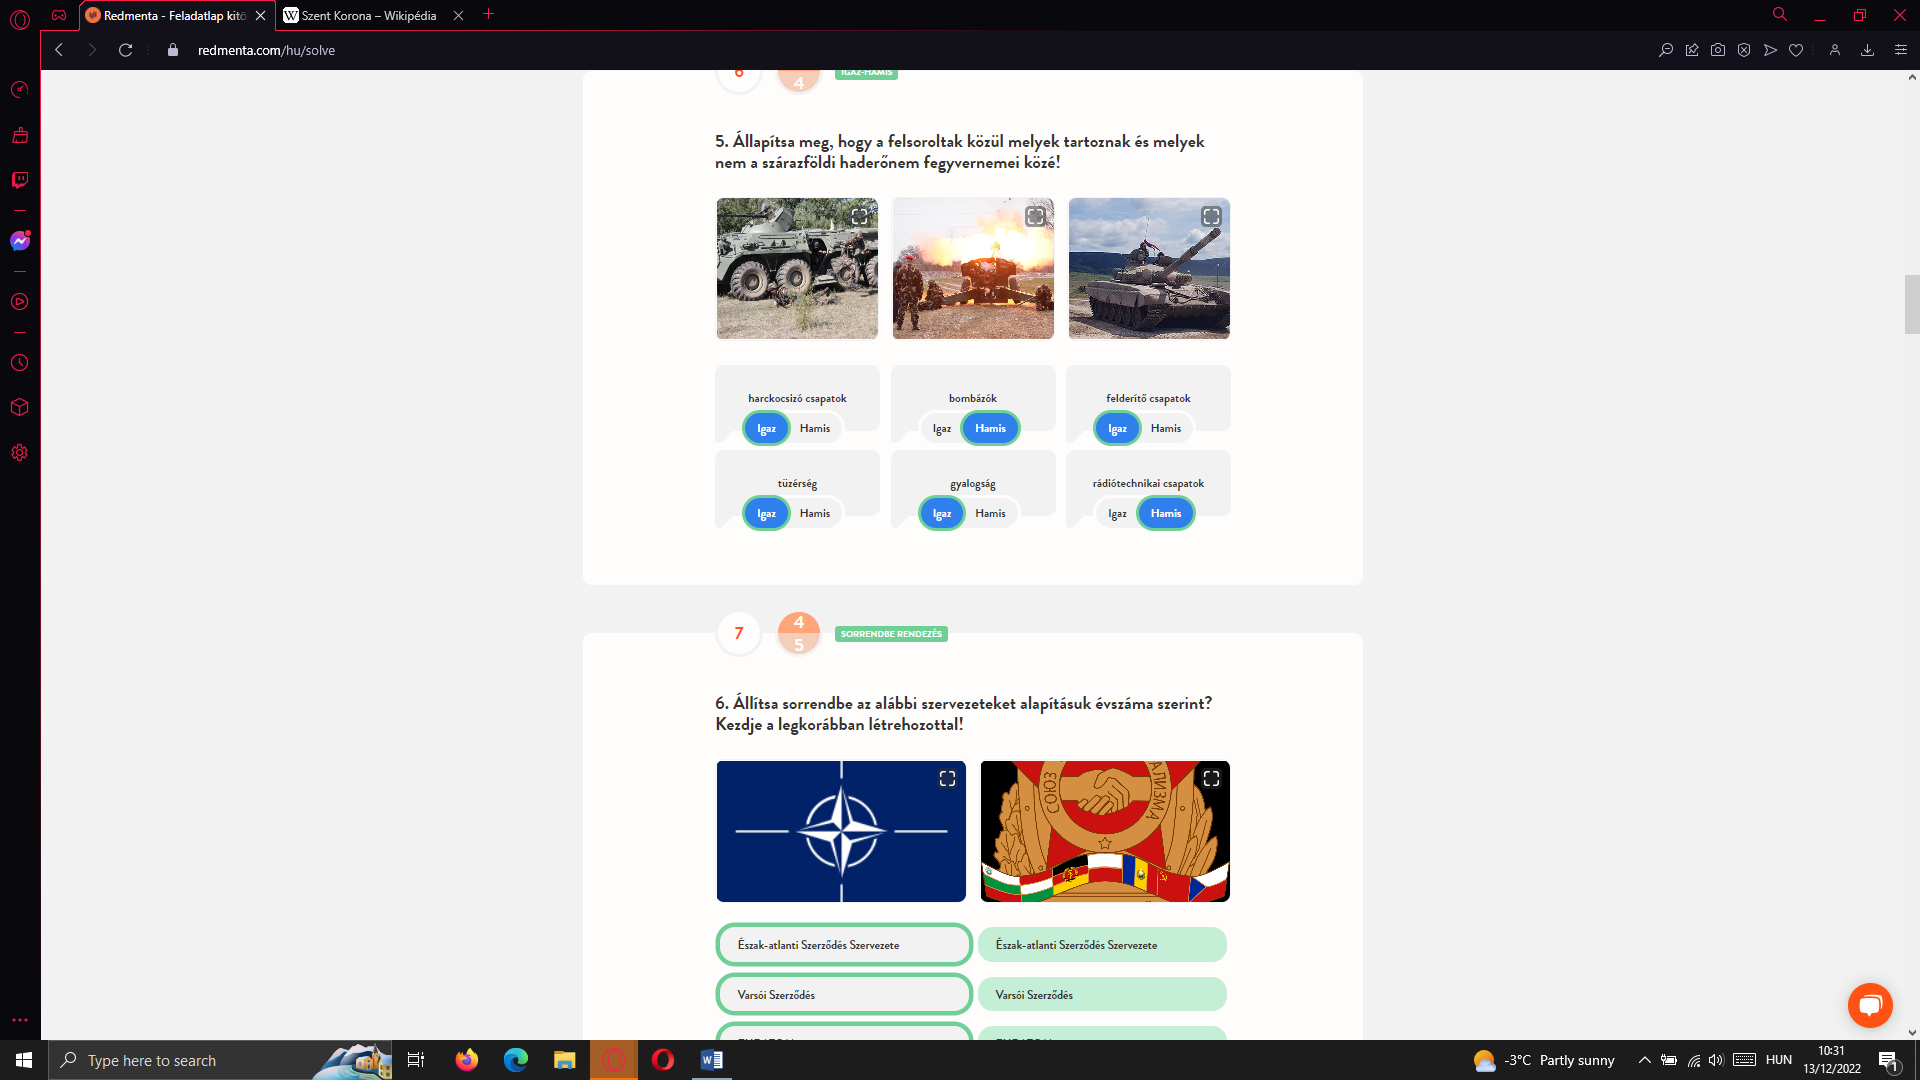 Redmenta - Feladatlap kitö
Szent Korona – Wikipédia
redmenta.com/hu/solve
6
4
IGAZ-HAMIS
5. Állapítsa meg, hogy a felsoroltak közül melyek tartoznak és melyek
nem a szárazföldi haderőnem fegyvernemei közé!
harckocsizó csapatok
bombázók
felderítő csapatok
Igaz Hamis
Igaz Hamis
Igaz Hamis
tüzérség
gyalogság
rádiótechnikai csapatok
Igaz Hamis
Igaz Hamis
Igaz Hamis
7
4
5
SORRENDBE RENDEZÉS
6. Állítsa sorrendbe az alábbi szervezeteket alapításuk évszáma szerint?
Kezdje a legkorábban létrehozottal!
СОЮЗ
АЛИЗМА
Észak-atlanti Szerződés Szervezete
Észak-atlanti Szerződés Szervezete
Varsói Szerződés
Varsói Szerződés
Type here to search
-3°C Partly sunny
HUN
10:31
13/12/2022
1